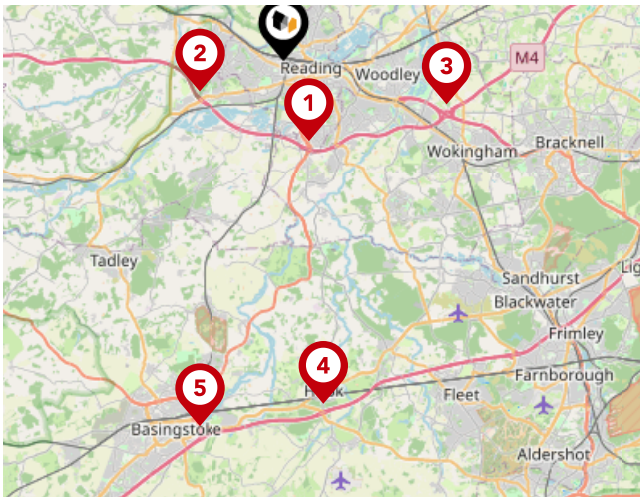 2
Reading
Woodley
3
M4
1
Wokingham
Bracknell
Tadley
Sandhurst
Blackwater
Frimley
4
Farnborough
5
Fleet
Basingstoke
Aldershot